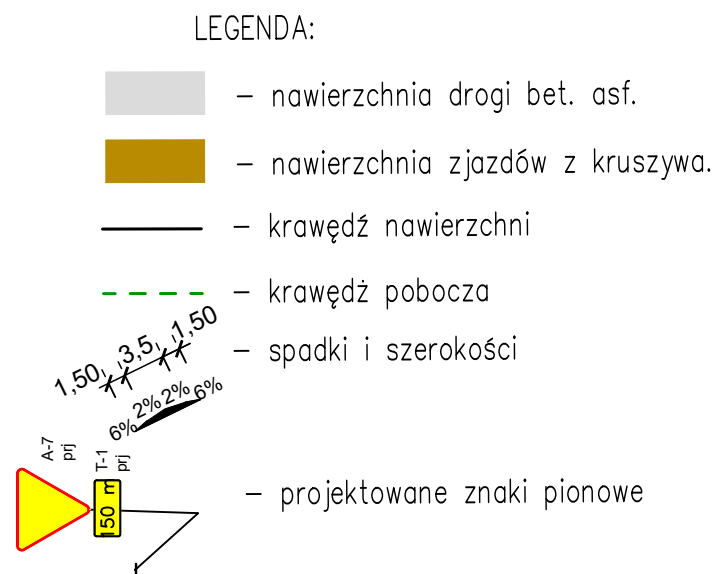 LEGENDA:
– nawierzchnia drogi bet. asf.
– nawierzchnia zjazdów z kruszywa.
– krawędź nawierzchni
– krawędż pobocza
1,50 3,5 1,50
– spadki i szerokości
6% 2% 2% 6%
A-7
prj
T-1
prj
150 m
– projektowane znaki pionowe